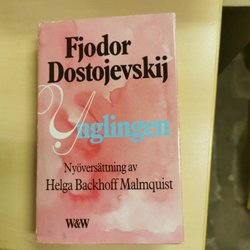 Fjodor
Dostojevskij
Ynglingen
Nyöversättning av
Helga Backhoff Malmquist
W&W